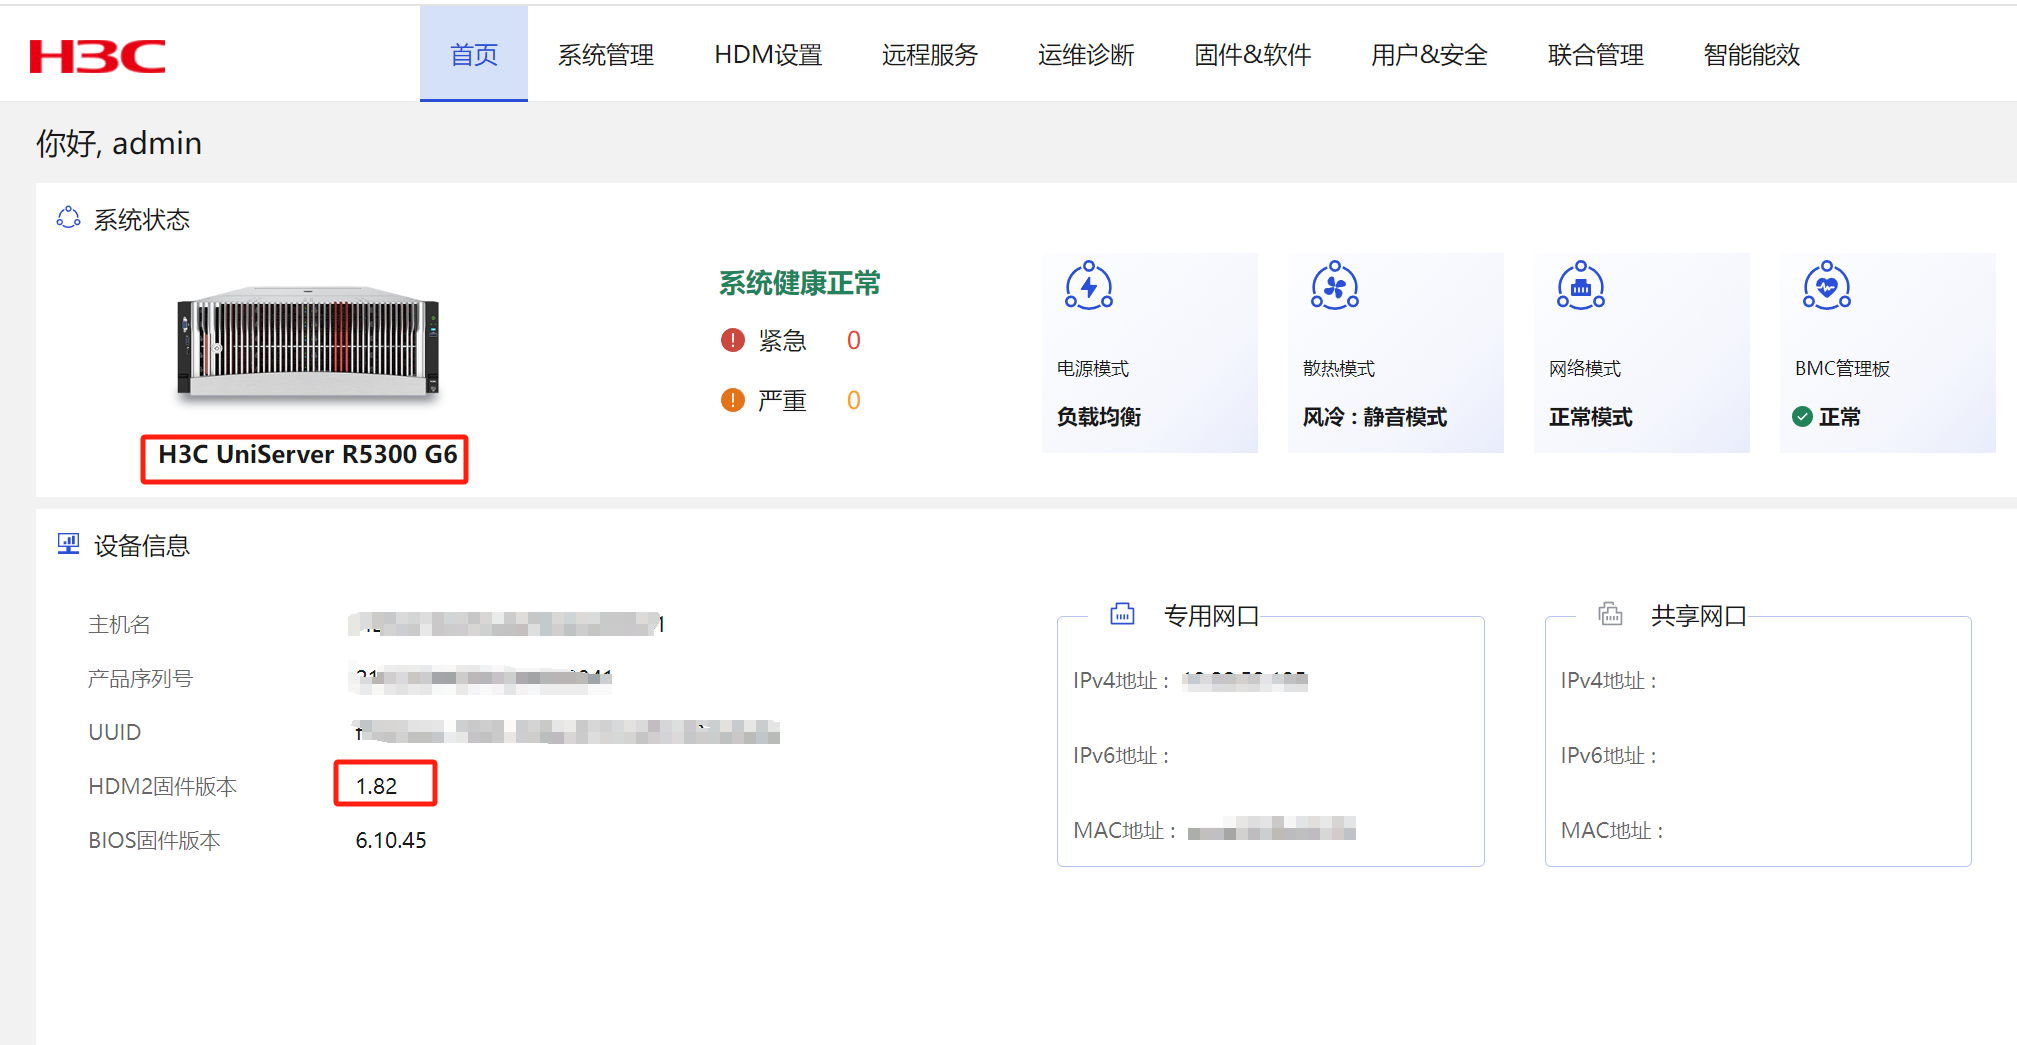 H3C
首页 系统管理 HDM设置 远程服务 运维诊断 固件&软件 用户&安全 联合管理 智能能效
你好, admin
系统状态
H3C UniServer R5300 G6
系统健康正常
紧急 0
严重 0
电源模式
负载均衡
散热模式
风冷 : 静音模式
网络模式
正常模式
BMC管理板
正常
设备信息
主机名
产品序列号
UUID
HDM2固件版本 1.82
BIOS固件版本 6.10.45
专用网口
IPv4地址 :
IPv6地址 :
MAC地址 :
共享网口
IPv4地址 :
IPv6地址 :
MAC地址 :